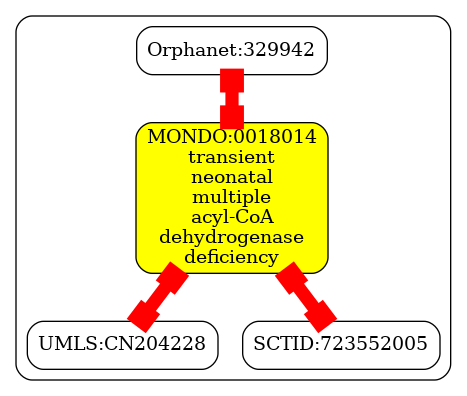 Orphanet:329942
MONDO:0018014
transient
neonatal
multiple
acyl-CoA
dehydrogenase
deficiency
UMLS:CN204228
SCTID:723552005